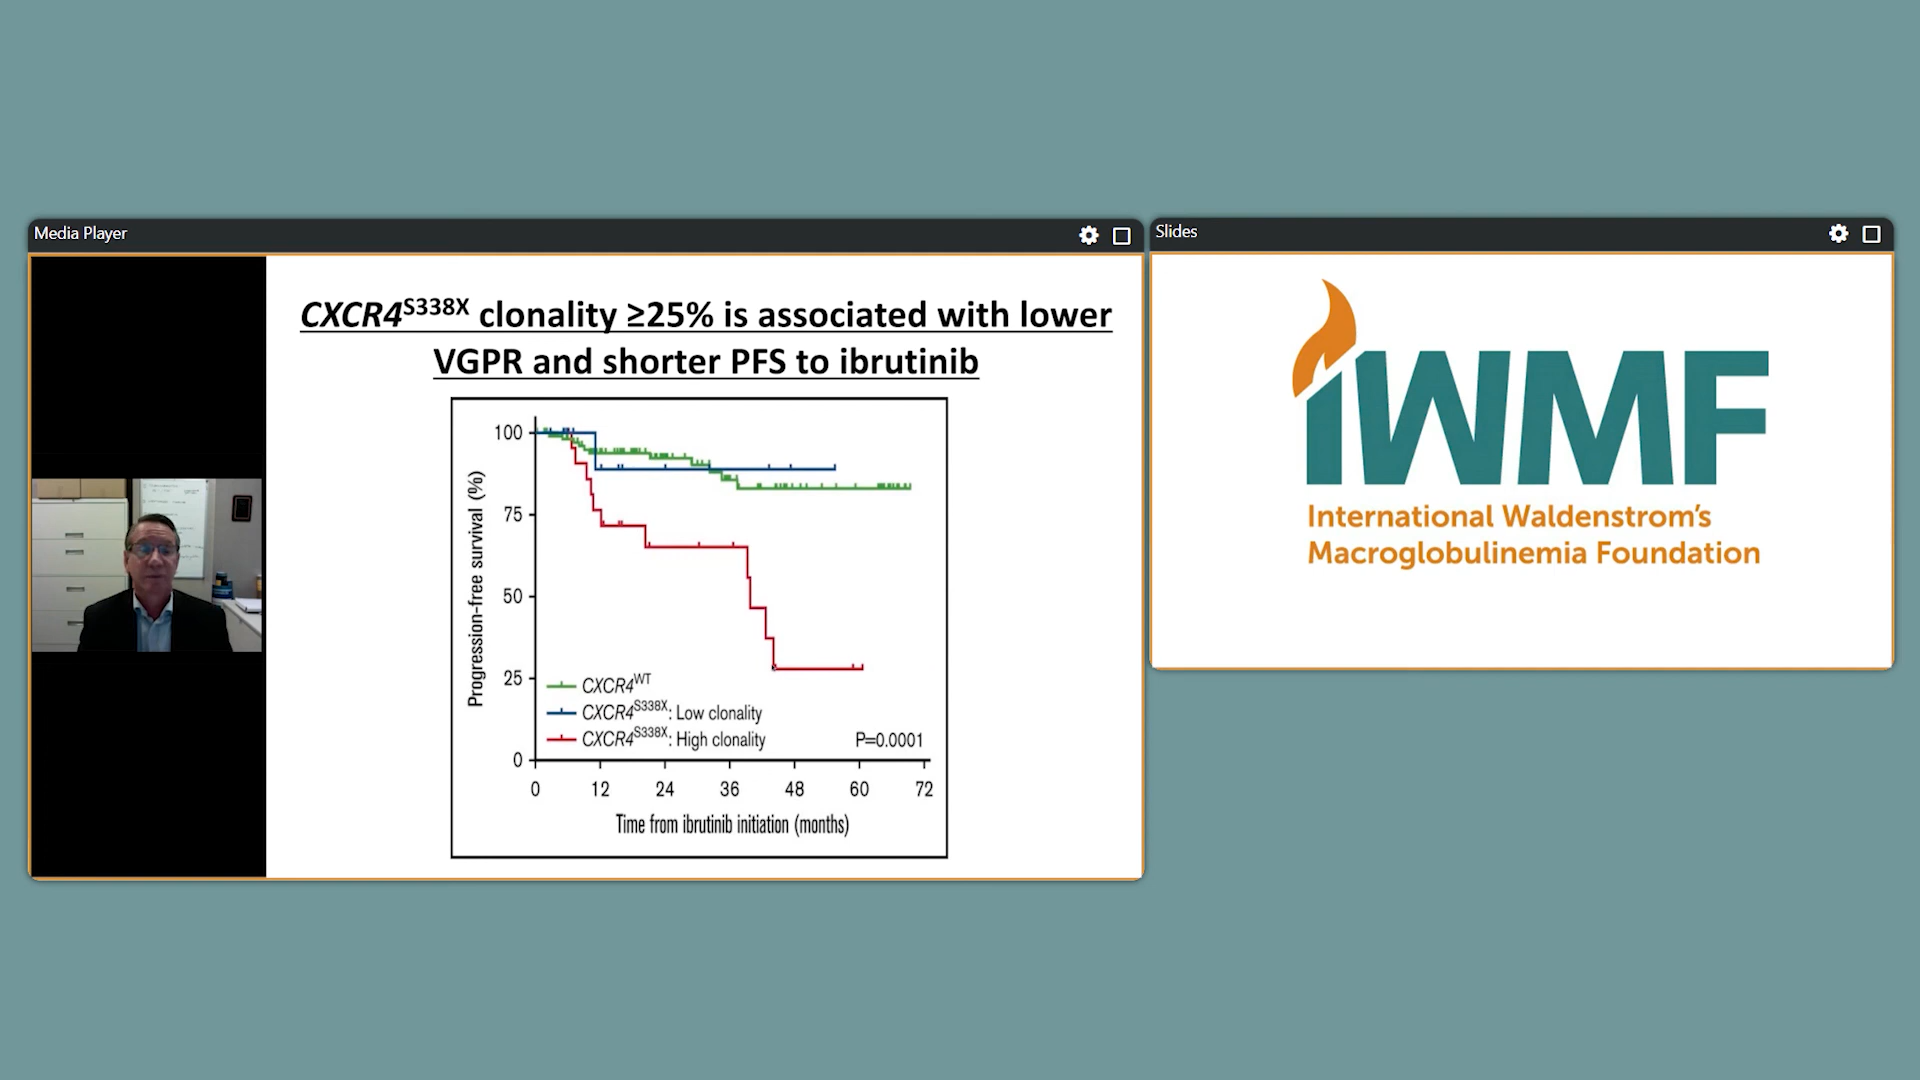 Media Player
CXCR4S338X clonality ≥25% is associated with lower
VGPR and shorter PFS to ibrutinib
Progression-free survival (%)
100
75
50
25
0
CXCR4WT
CXCR4S338X: Low clonality
CXCR4S338X: High clonality
P=0.0001
0 12 24 36 48 60 72
Time from ibrutinib initiation (months)
Slides
IWMF
International Waldenstrom's
Macroglobulinemia Foundation